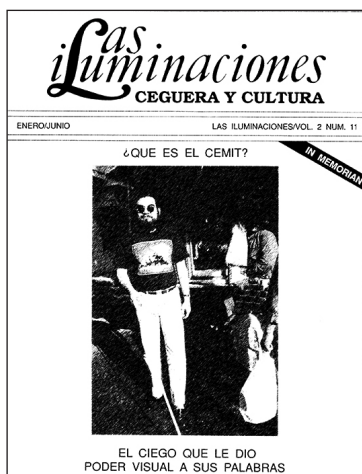 Las
iluminaciones
CEGUERA Y CULTURA
ENERO/JUNIO
LAS ILUMINACIONES/VOL. 2 NUM. 11
¿QUE ES EL CEMIT?
IN MEMORIAN
EL CIEGO QUE LE DIO
PODER VISUAL A SUS PALABRAS